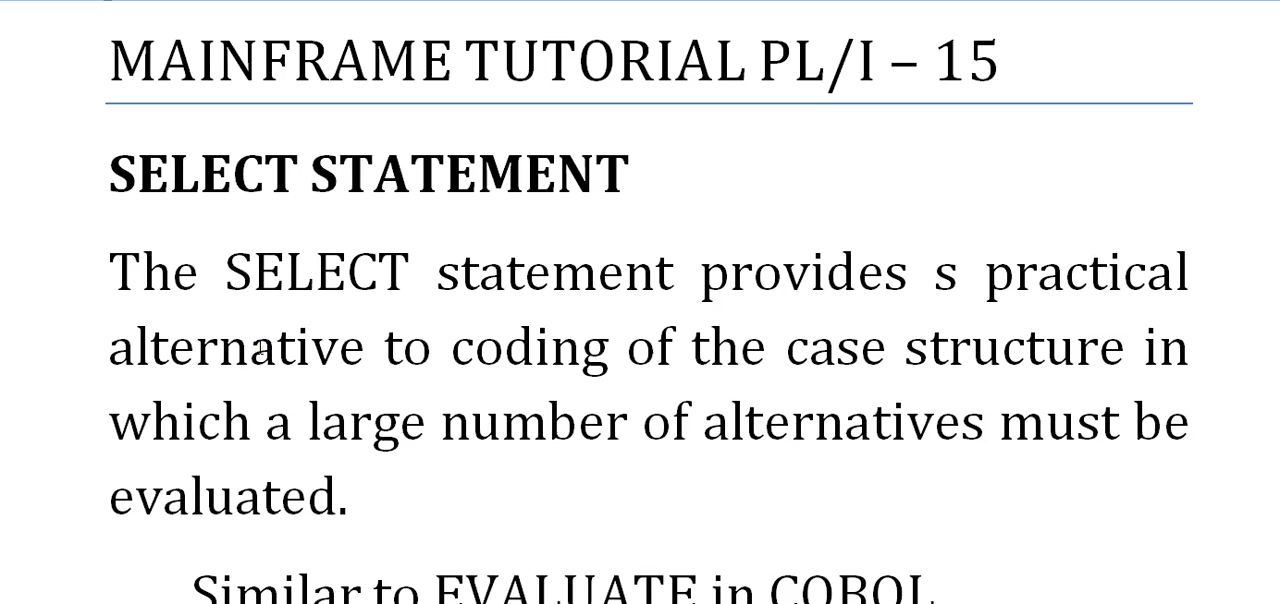 MAINFRAME TUTORIAL PL/I – 15
SELECT STATEMENT
The SELECT statement provides s practical
alternative to coding of the case structure in
which a large number of alternatives must be
evaluated.
Similar to EVALUATE in COBOL